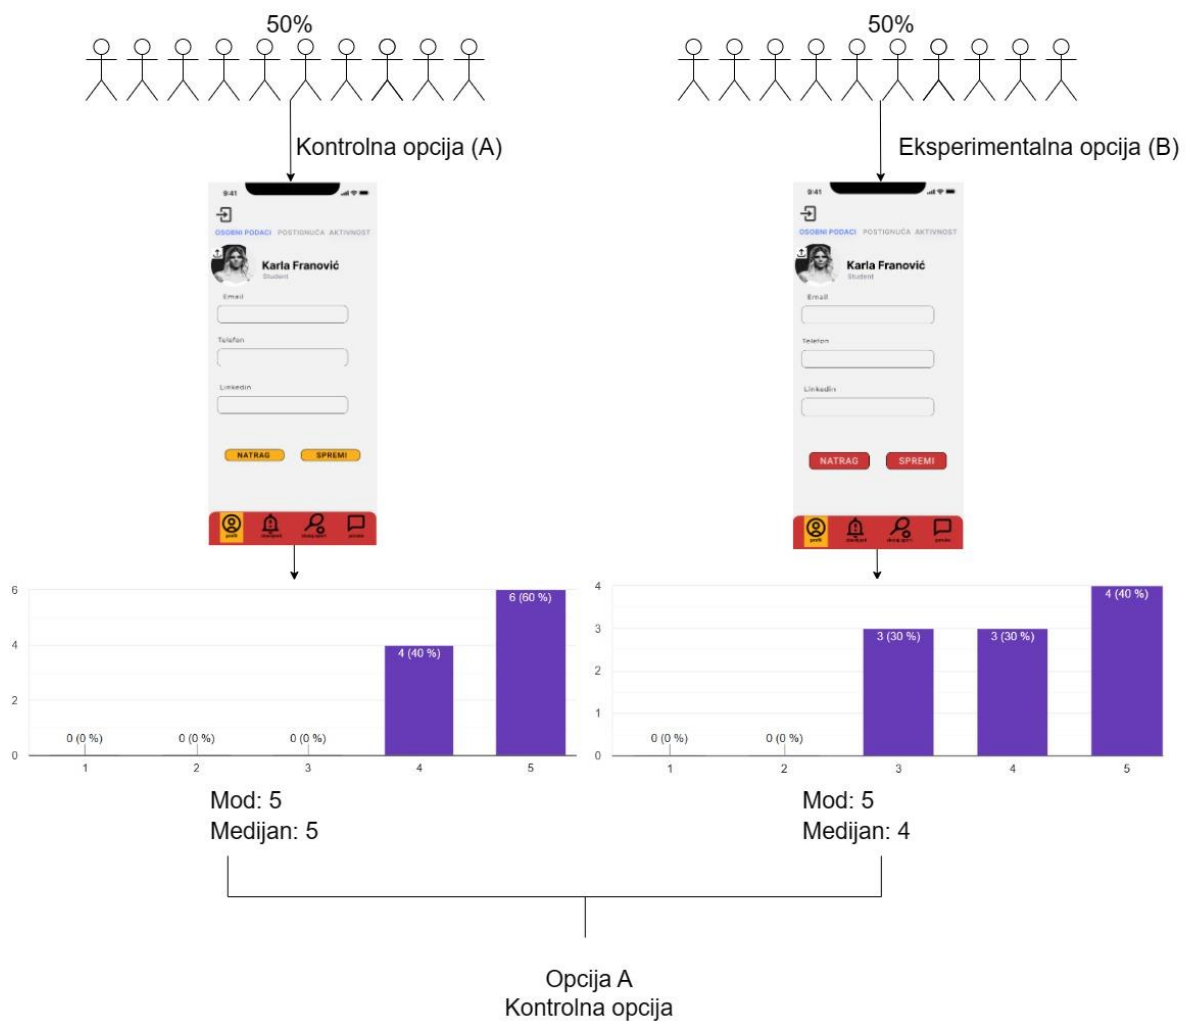 50%
50%
Kontrolna opcija (A)
Eksperimentalna opcija (B)
9:41
OSOBNI PODACI POSTIGNUĆA AKTIVNOST
Karla Franović
Student
Email
Telefon
Linkedin
NATRAG SPREMI
profil
9:41
OSOBNI PODACI POSTIGNUĆA AKTIVNOST
Karla Franović
Student
Email
Telefon
Linkedin
NATRAG SPREMI
profil
6
4
2
0
0 (0 %) 0 (0 %) 0 (0 %) 4 (40 %) 6 (60 %)
1 2 3 4 5
4
3
2
1
0
0 (0 %) 0 (0 %) 3 (30 %) 3 (30 %) 4 (40 %)
1 2 3 4 5
Mod: 5
Medijan: 5
Mod: 5
Medijan: 4
Opcija A
Kontrolna opcija